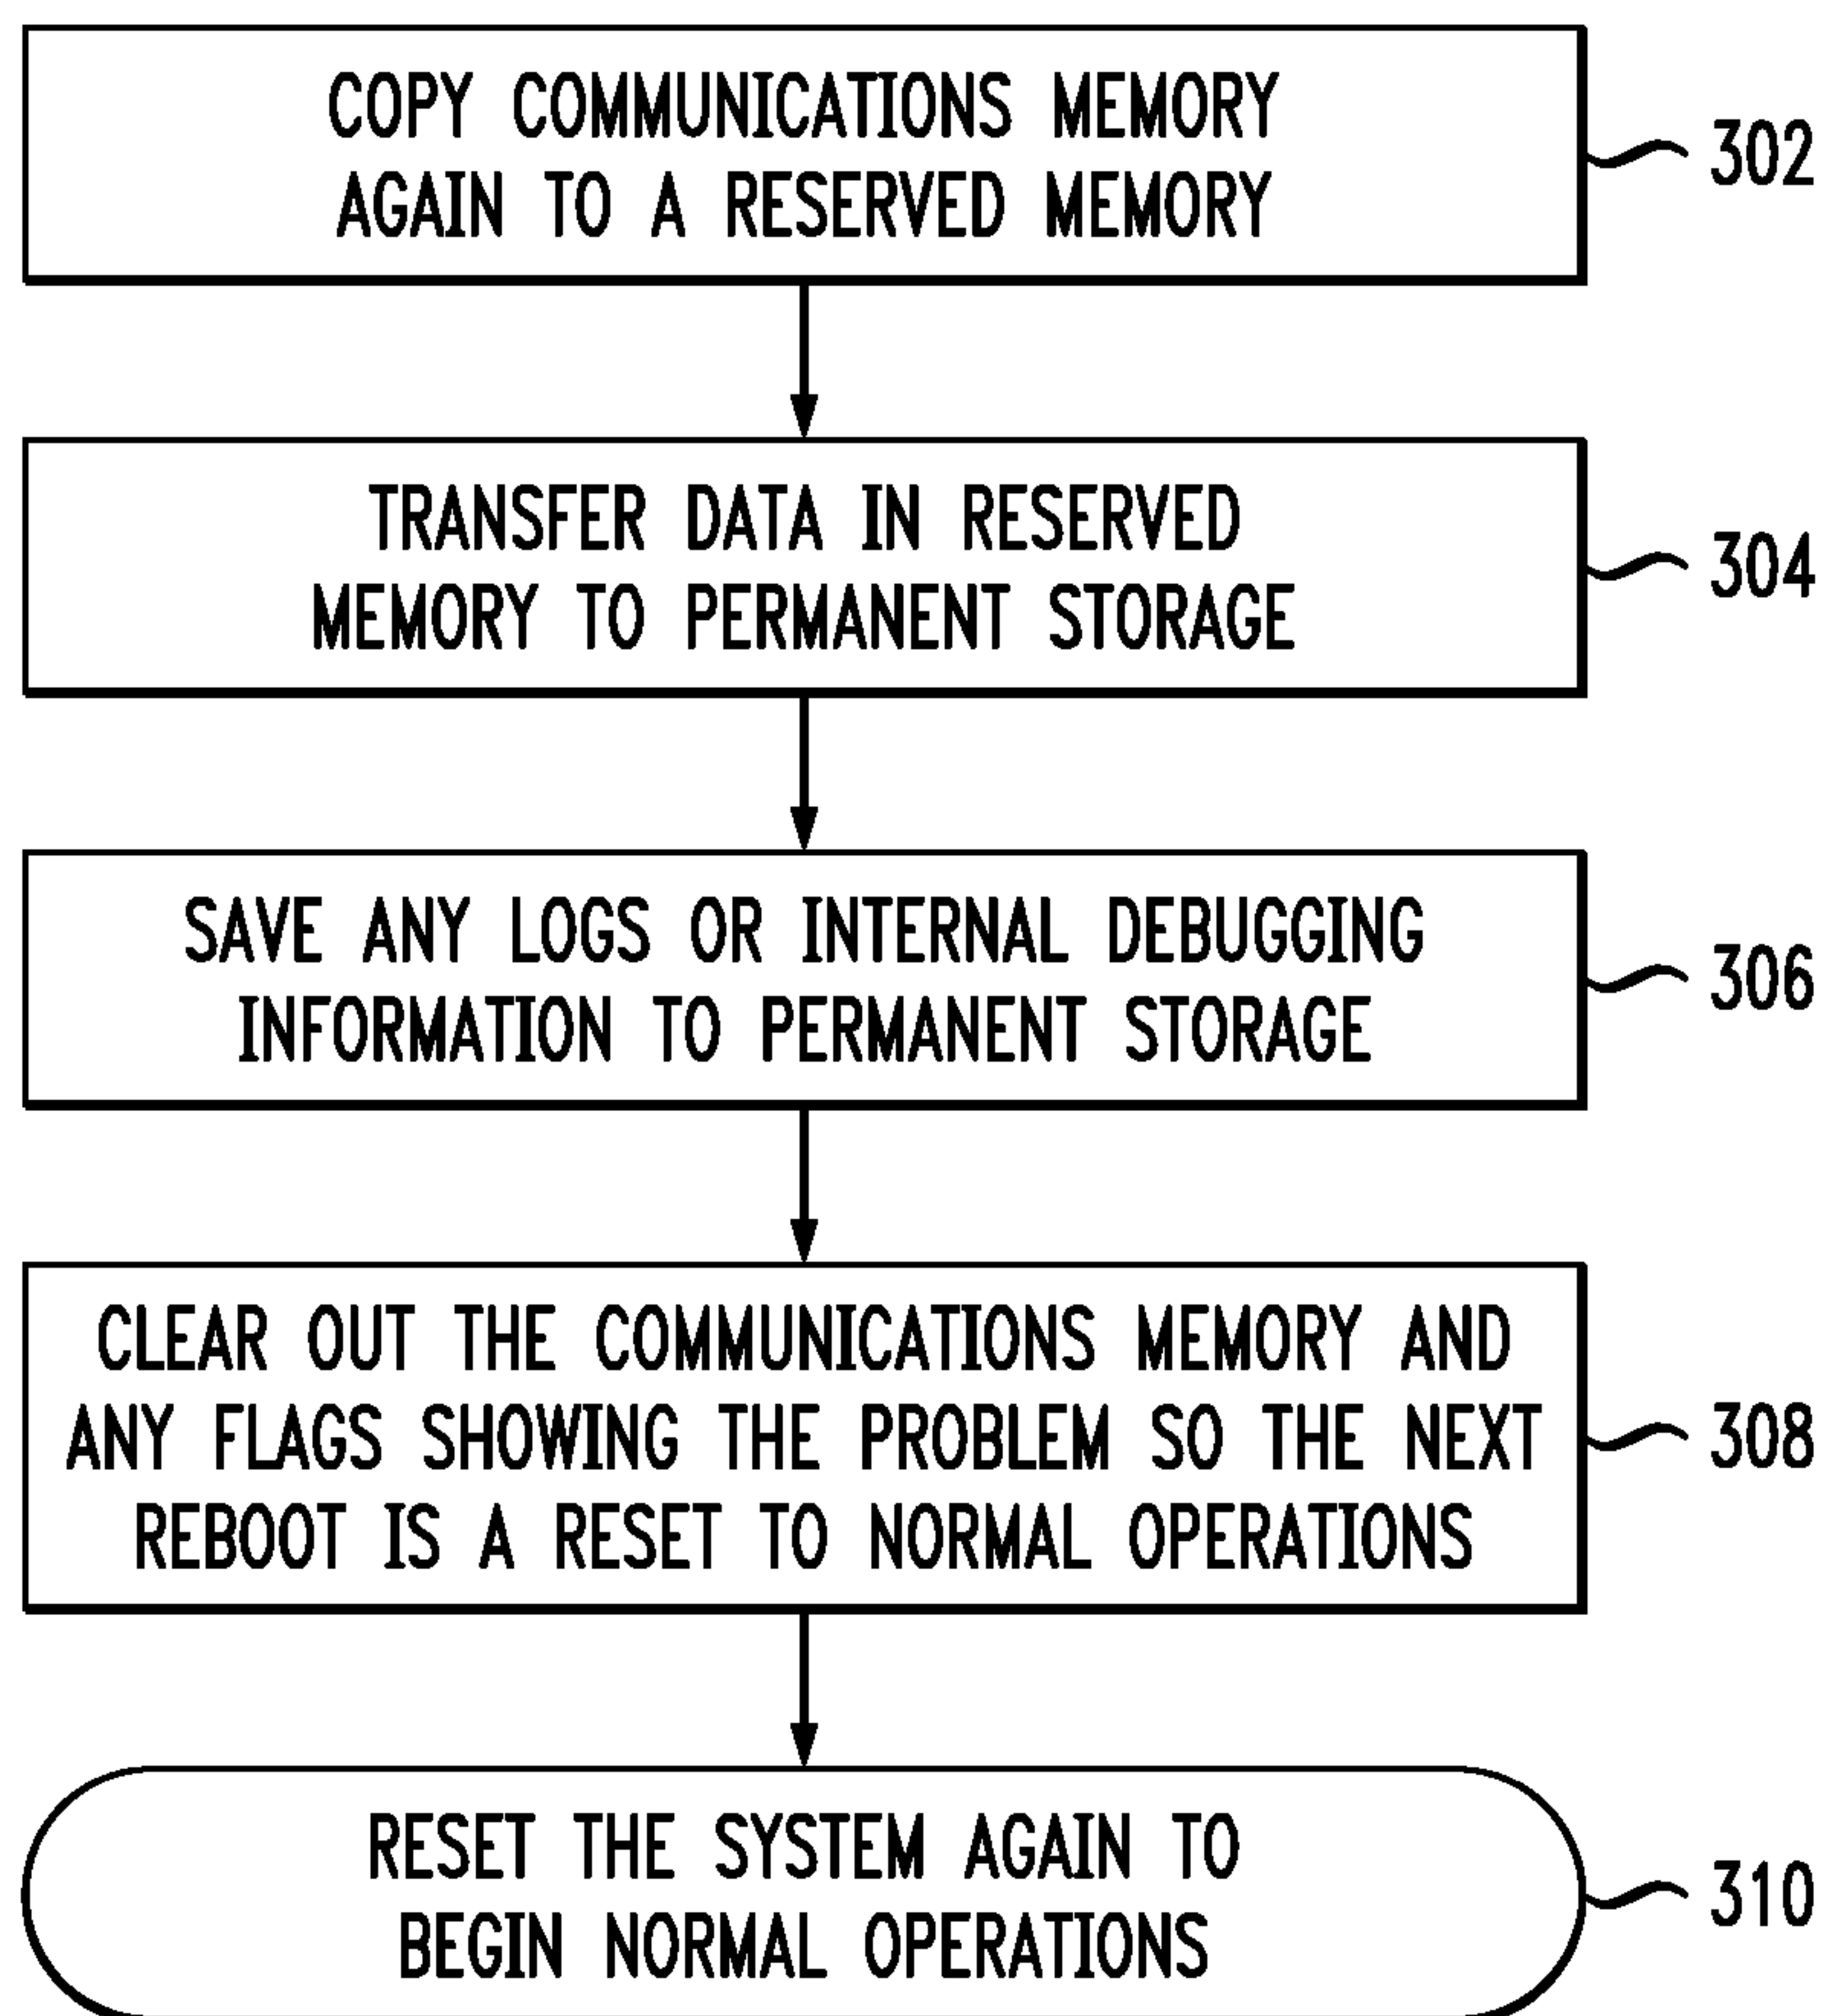 COPY COMMUNICATIONS MEMORY
AGAIN TO A RESERVED MEMORY
302
TRANSFER DATA IN RESERVED
MEMORY TO PERMANENT STORAGE
304
SAVE ANY LOGS OR INTERNAL DEBUGGING
INFORMATION TO PERMANENT STORAGE
306
CLEAR OUT THE COMMUNICATIONS MEMORY AND
ANY FLAGS SHOWING THE PROBLEM SO THE NEXT
REBOOT IS A RESET TO NORMAL OPERATIONS
308
RESET THE SYSTEM AGAIN TO
BEGIN NORMAL OPERATIONS
310